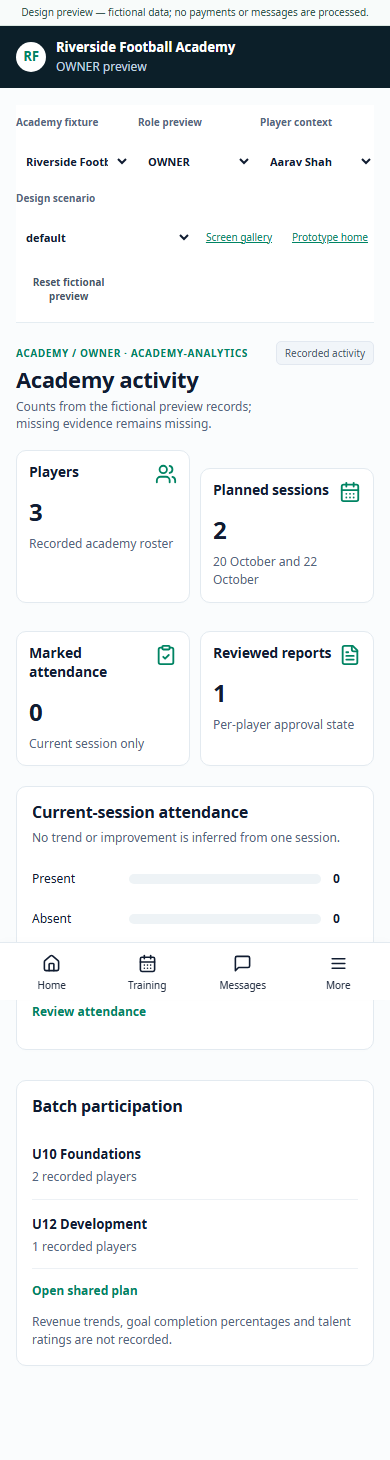 Design preview — fictional data; no payments or messages are processed.
RF
Riverside Football Academy
OWNER preview
Academy fixture
Role preview
Player context
Riverside Footb
OWNER
Aarav Shah
Design scenario
default
Screen gallery
Prototype home
Reset fictional
preview
ACADEMY / OWNER · ACADEMY-ANALYTICS
Recorded activity
Academy activity
Counts from the fictional preview records;
missing evidence remains missing.
Players
3
Recorded academy roster
Planned sessions
2
20 October and 22
October
Marked
attendance
0
Current session only
Reviewed reports
1
Per-player approval state
Current-session attendance
No trend or improvement is inferred from one session.
Present
0
Absent
0
Home
Training
Messages
More
Review attendance
Batch participation
U10 Foundations
2 recorded players
U12 Development
1 recorded players
Open shared plan
Revenue trends, goal completion percentages and talent
ratings are not recorded.